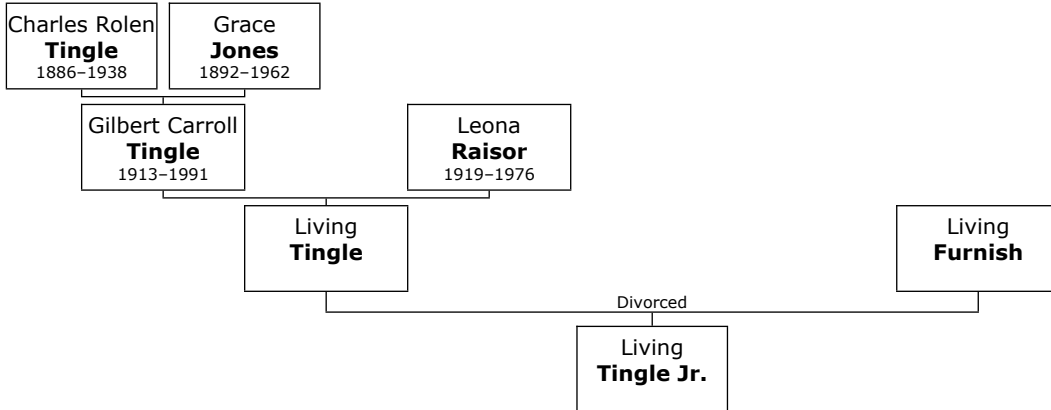 Charles Rolen
Tingle
1886–1938
Grace
Jones
1892–1962
Gilbert Carroll
Tingle
1913–1991
Leona
Raisor
1919–1976
Living
Tingle
Living
Furnish
Divorced
Living
Tingle Jr.